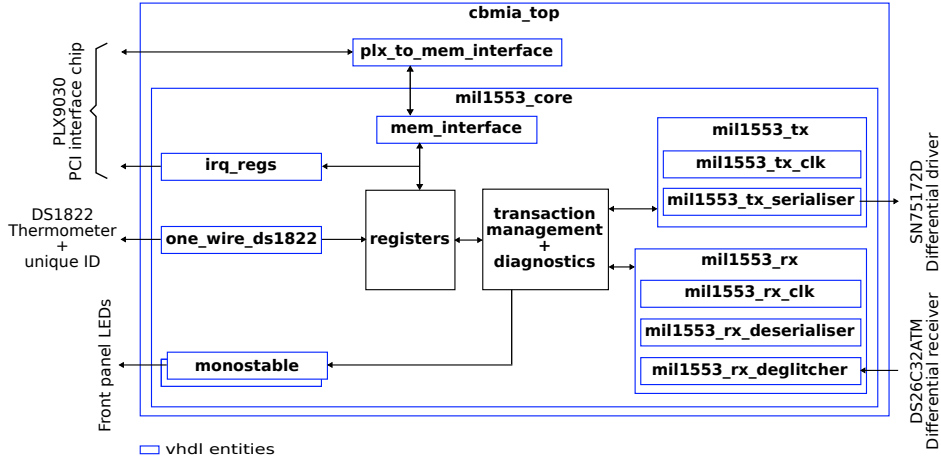 cbmia_top
plx_to_mem_interface
PLX9030
PCI interface chip
mil1553_core
mem_interface
irq_regs
mil1553_tx
mil1553_tx_clk
mil1553_tx_serialiser
SN75172D
Differential driver
DS1822
Thermometer
+
unique ID
one_wire_ds1822
registers
transaction
management
+
diagnostics
mil1553_rx
mil1553_rx_clk
mil1553_rx_deserialiser
mil1553_rx_deglitcher
DS26C32ATM
Differential receiver
Front panel LEDs
monostable
vhdl entities